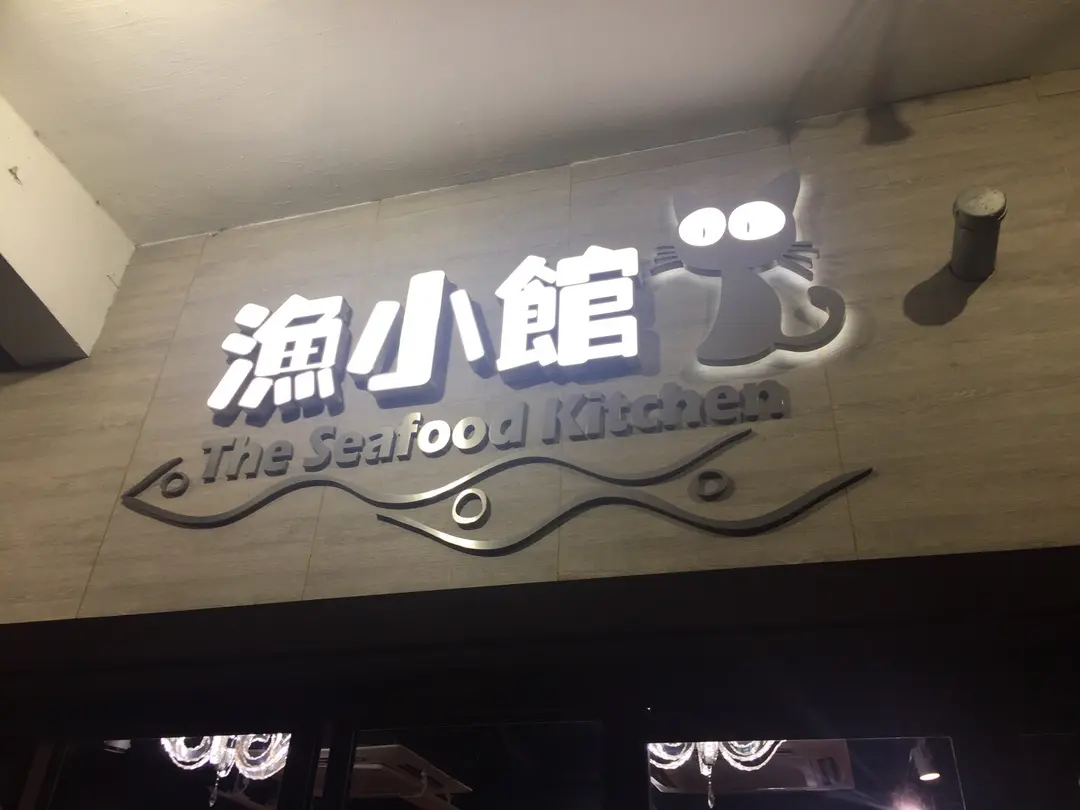 漁小館
The Seafood Kitchen